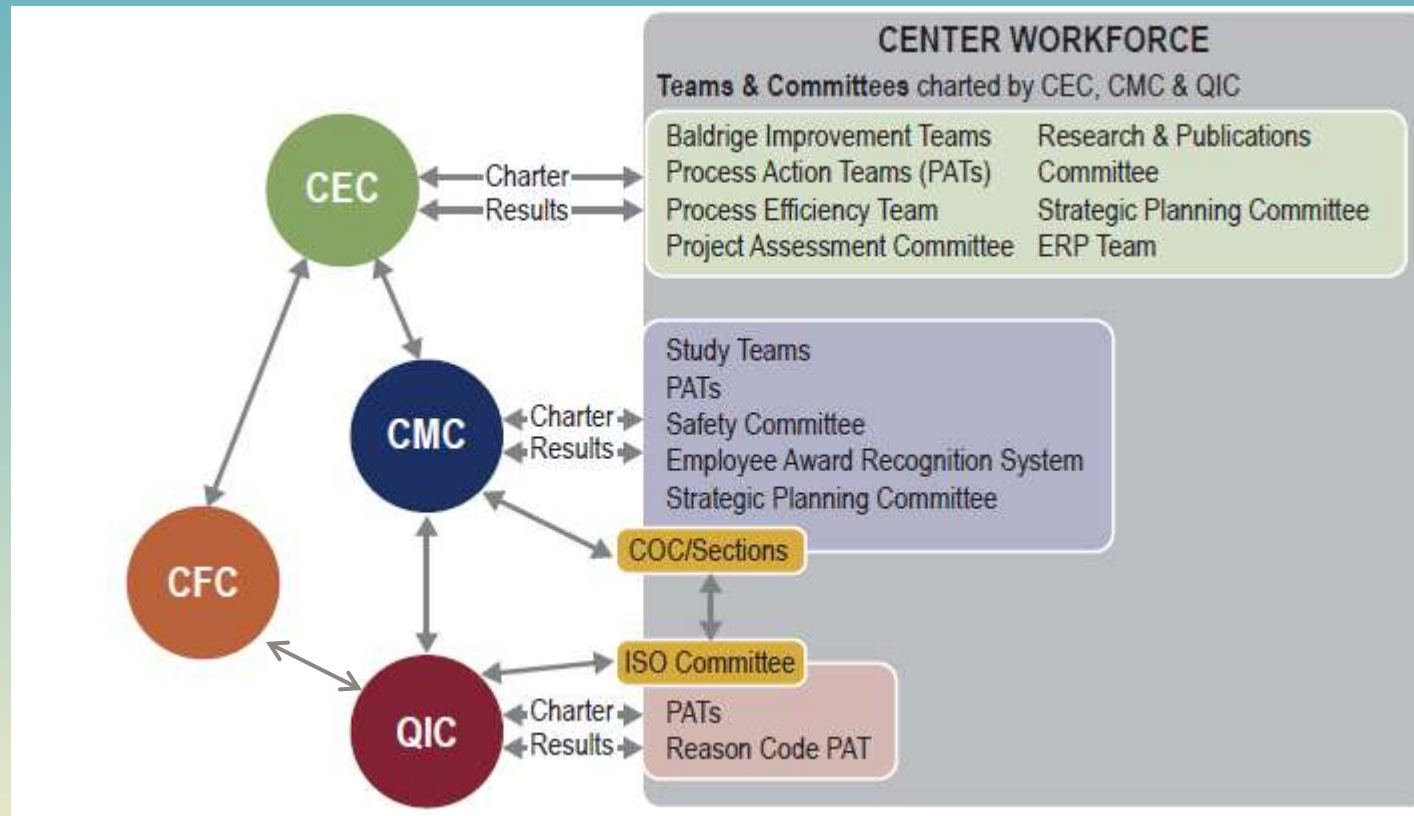 CENTER WORKFORCE
Teams & Committees charted by CEC, CMC & QIC
Baldrige Improvement Teams
Process Action Teams (PATs)
Process Efficiency Team
Project Assessment Committee
Research & Publications
Committee
Strategic Planning Committee
ERP Team
CEC
Charter
Results
Study Teams
PATs
Safety Committee
Employee Award Recognition System
Strategic Planning Committee
CMC
Charter
Results
COC/Sections
CFC
ISO Committee
QIC
Charter
Results
PATs
Reason Code PAT